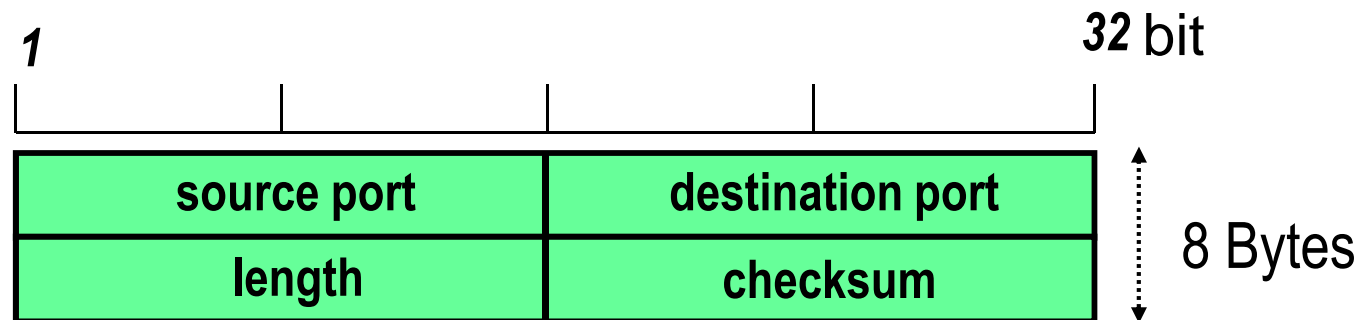 1 32 bit
source port destination port
length checksum
8 Bytes